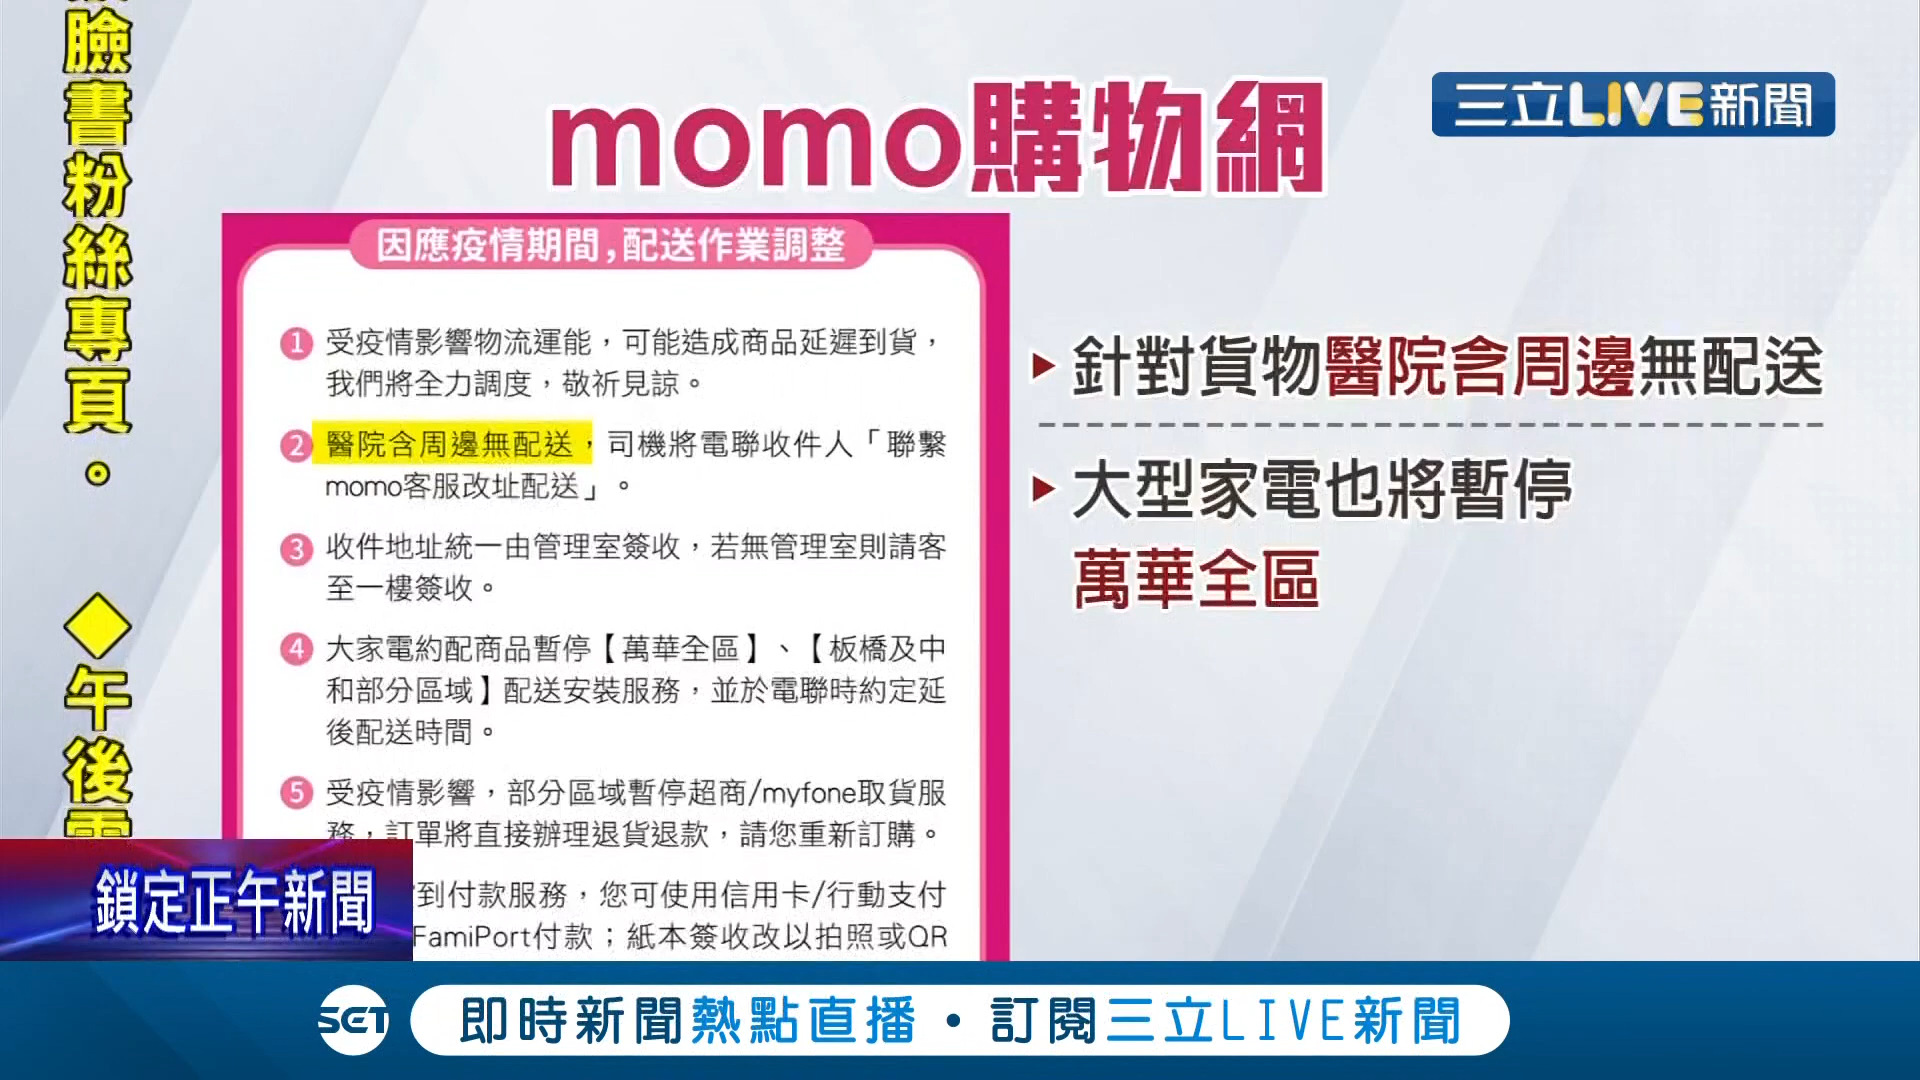 臉書粉絲專頁。 ◆午後
momo購物網
三立LIVE新聞
因應疫情期間,配送作業調整
1 受疫情影響物流運能，可能造成商品延遲到貨，
我們將全力調度，敬祈見諒。
2 醫院含周邊無配送，司機將電聯收件人「聯繫
momo客服改址配送」。
3 收件地址統一由管理室簽收，若無管理室則請客
至一樓簽收。
4 大家電約配商品暫停【萬華全區】、【板橋及中
和部分區域】配送安裝服務，並於電聯時約定延
後配送時間。
5 受疫情影響，部分區域暫停超商/myfone取貨服
務，訂單將直接辦理退貨退款，請您重新訂購。
到付款服務，您可使用信用卡/行動支付
FamiPort付款；紙本簽收改以拍照或QR
▸針對貨物醫院含周邊無配送
▸大型家電也將暫停
萬華全區
鎖定正午新聞
SET 即時新聞熱點直播•訂閱三立LIVE新聞